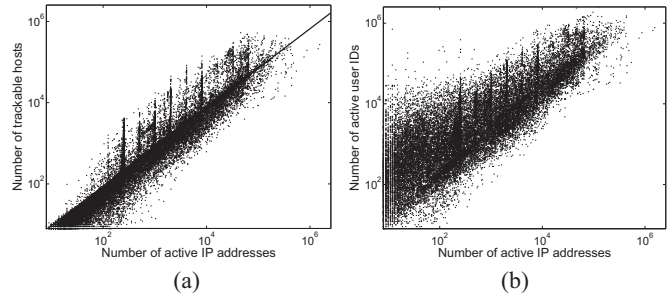 Number of trackable hosts
10^6
10^4
10^2
10^2
10^4
10^6
Number of active IP addresses
(a)
Number of active user IDs
10^6
10^4
10^2
10^2
10^4
10^6
Number of active IP addresses
(b)